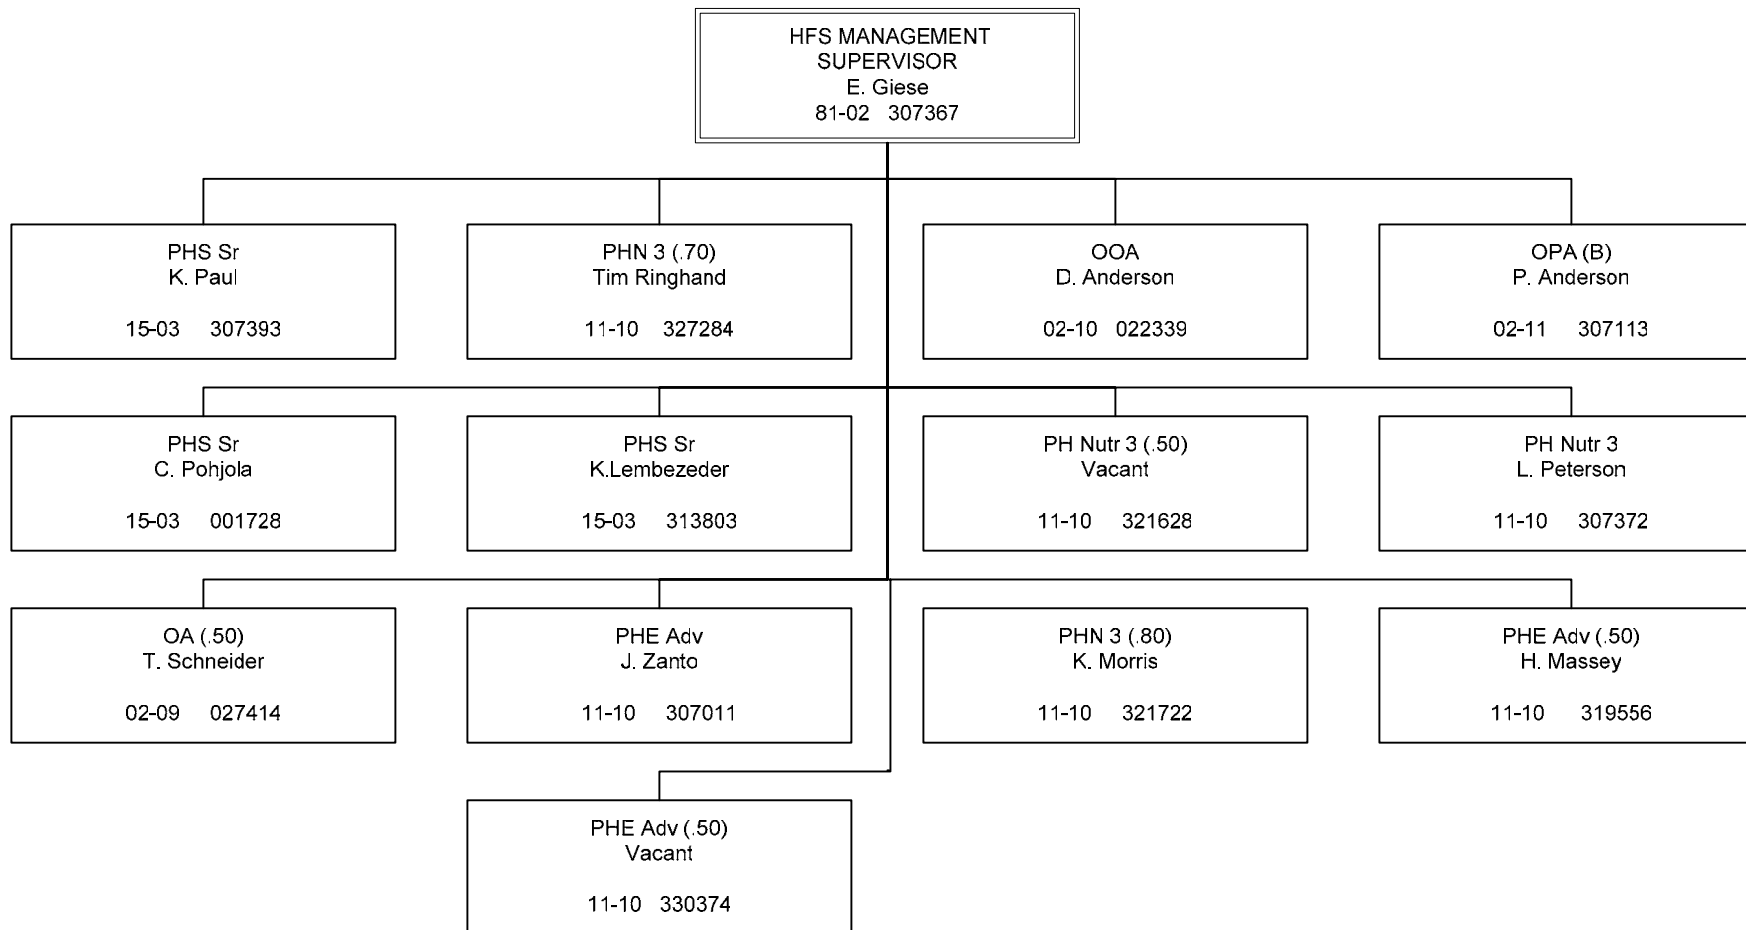 HFS MANAGEMENT
SUPERVISOR
E. Giese
81-02 307367
PHS Sr
K. Paul
15-03 307393
PHN 3 (.70)
Tim Ringhand
11-10 327284
OOA
D. Anderson
02-10 022339
OPA (B)
P. Anderson
02-11 307113
PHS Sr
C. Pohjola
15-03 001728
PHS Sr
K.Lembezeder
15-03 313803
PH Nutr 3 (.50)
Vacant
11-10 321628
PH Nutr 3
L. Peterson
11-10 307372
OA (.50)
T. Schneider
02-09 027414
PHE Adv
J. Zanto
11-10 307011
PHN 3 (.80)
K. Morris
11-10 321722
PHE Adv (.50)
H. Massey
11-10 319556
PHE Adv (.50)
Vacant
11-10 330374